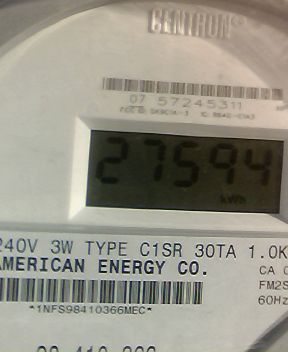 CENTRON
07 57245311
27594
kWh
240V 3W TYPE C1SR 30TA 1.0K
AMERICAN ENERGY CO.
CA 0
FM2S
60Hz
*1NFS98410366MEC*